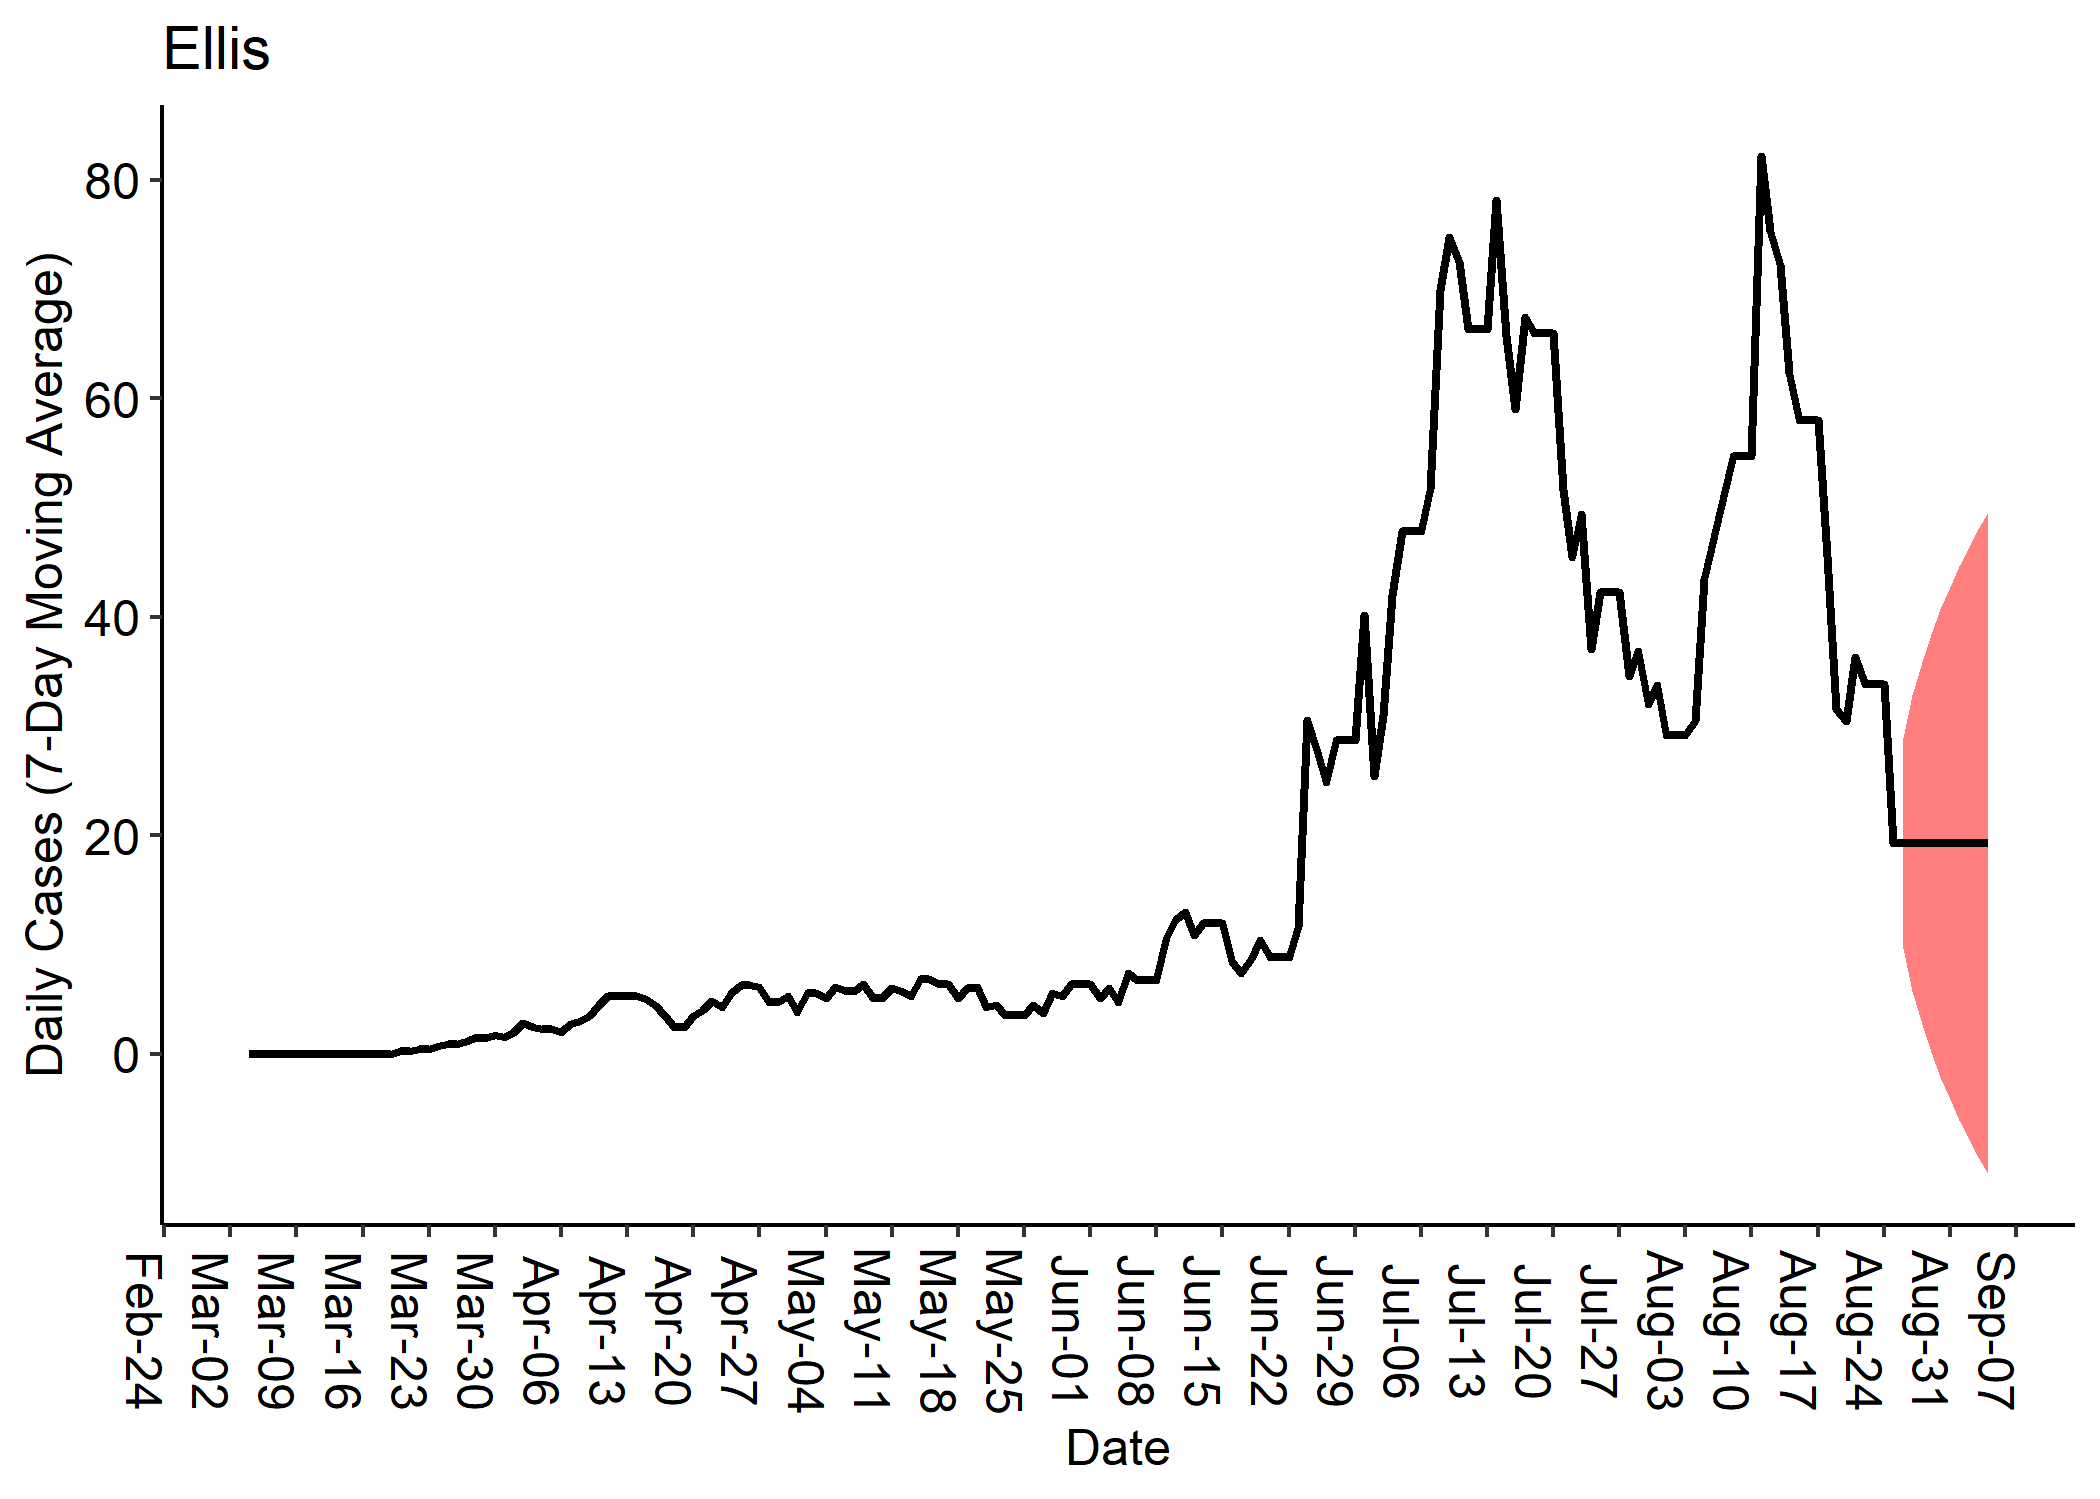 Ellis
Daily Cases (7-Day Moving Average)
80
60
40
20
0
Feb-24
Mar-02
Mar-09
Mar-16
Mar-23
Mar-30
Apr-06
Apr-13
Apr-20
Apr-27
May-04
May-11
May-18
May-25
Jun-01
Jun-08
Jun-15
Jun-22
Jun-29
Jul-06
Jul-13
Jul-20
Jul-27
Aug-03
Aug-10
Aug-17
Aug-24
Aug-31
Sep-07
Date